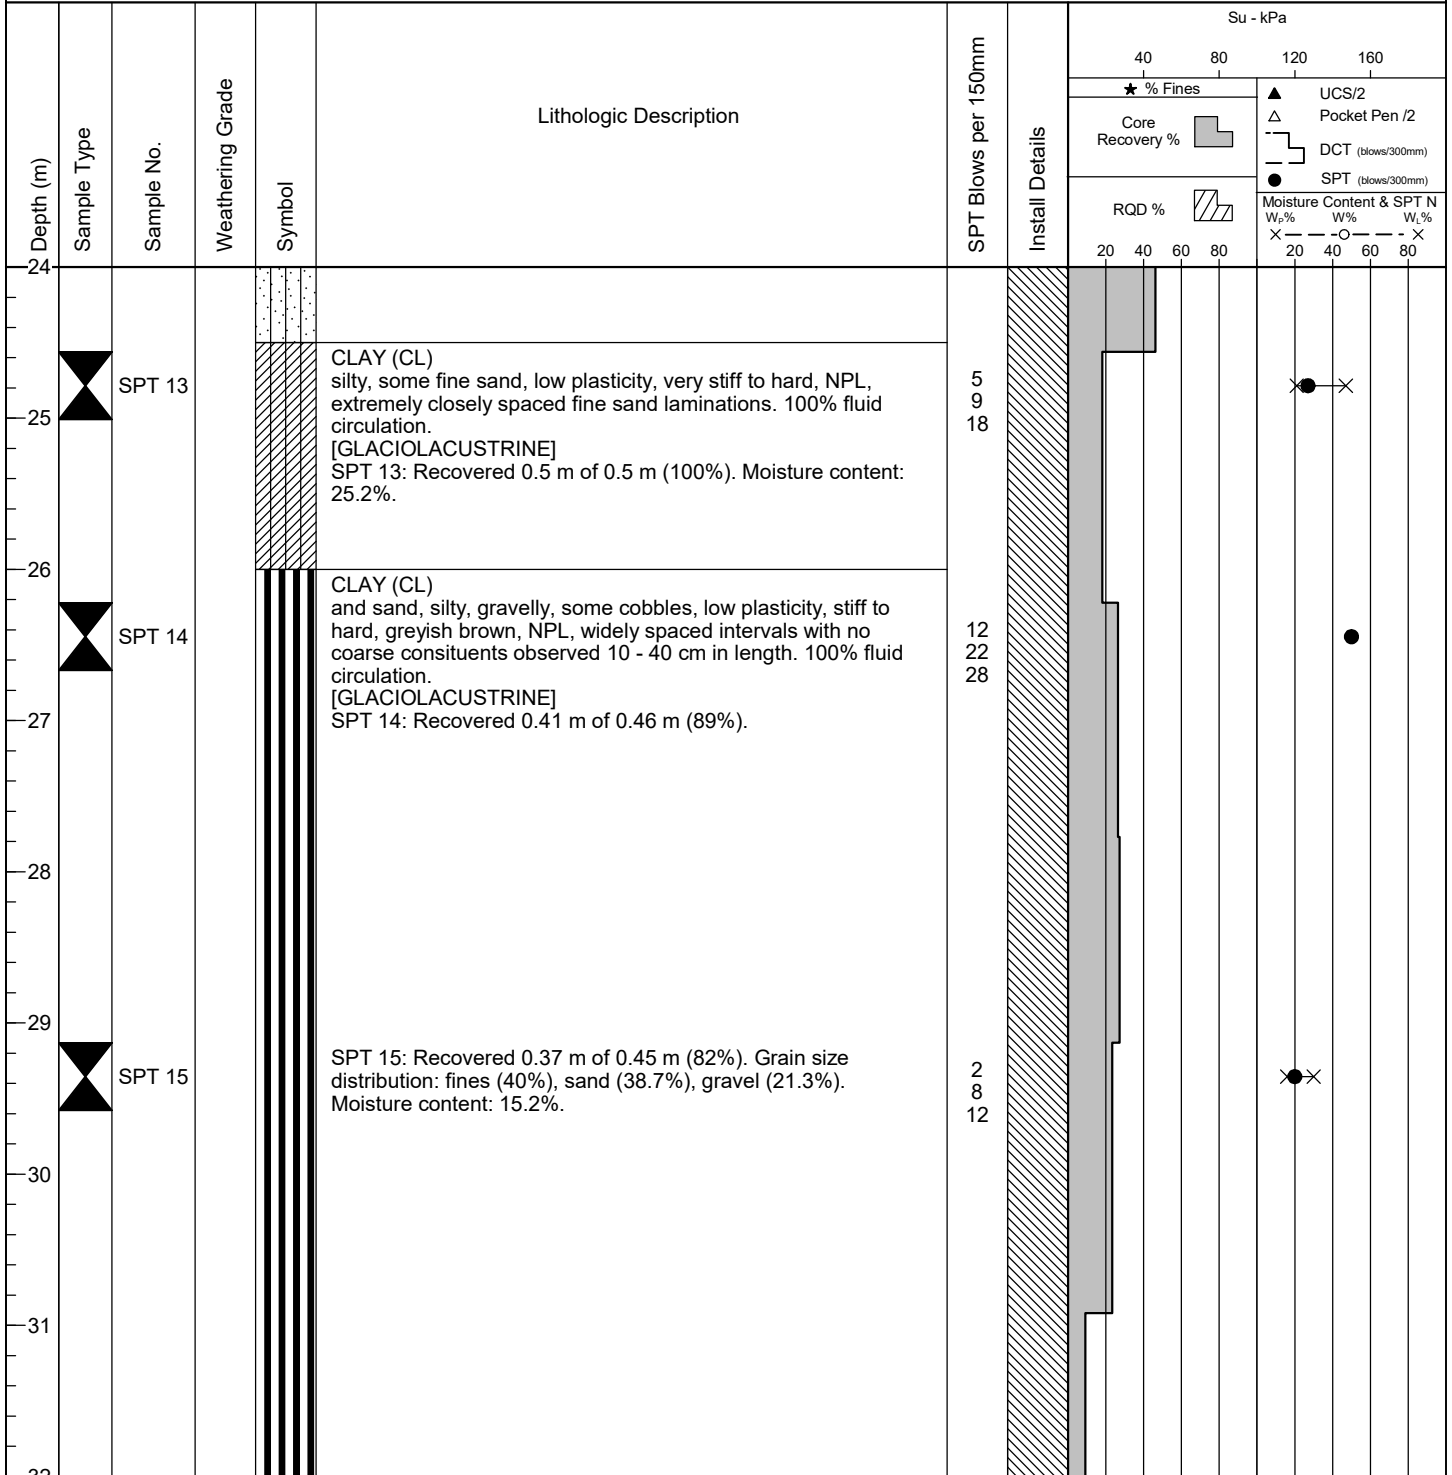 Depth (m)
Sample Type
Sample No.
Weathering Grade
Symbol
Lithologic Description
SPT Blows per 150mm
Install Details
Su - kPa
40 80 120 160
★ % Fines
Core
Recovery %
RQD %
▲ UCS/2
△ Pocket Pen /2
DCT (blows/300mm)
● SPT (blows/300mm)
Moisture Content & SPT N
WP% W% WL%
20 40 60 80 20 40 60 80
24
CLAY (CL)
silty, some fine sand, low plasticity, very stiff to hard, NPL,
extremely closely spaced fine sand laminations. 100% fluid
circulation.
[GLACIOLACUSTRINE]
SPT 13: Recovered 0.5 m of 0.5 m (100%). Moisture content:
25.2%.
SPT 13
5
9
18
25
26
CLAY (CL)
and sand, silty, gravelly, some cobbles, low plasticity, stiff to
hard, greyish brown, NPL, widely spaced intervals with no
coarse consituents observed 10 - 40 cm in length. 100% fluid
circulation.
[GLACIOLACUSTRINE]
SPT 14: Recovered 0.41 m of 0.46 m (89%).
SPT 14
12
22
28
27
28
29
SPT 15: Recovered 0.37 m of 0.45 m (82%). Grain size
distribution: fines (40%), sand (38.7%), gravel (21.3%).
Moisture content: 15.2%.
SPT 15
2
8
12
30
31
32